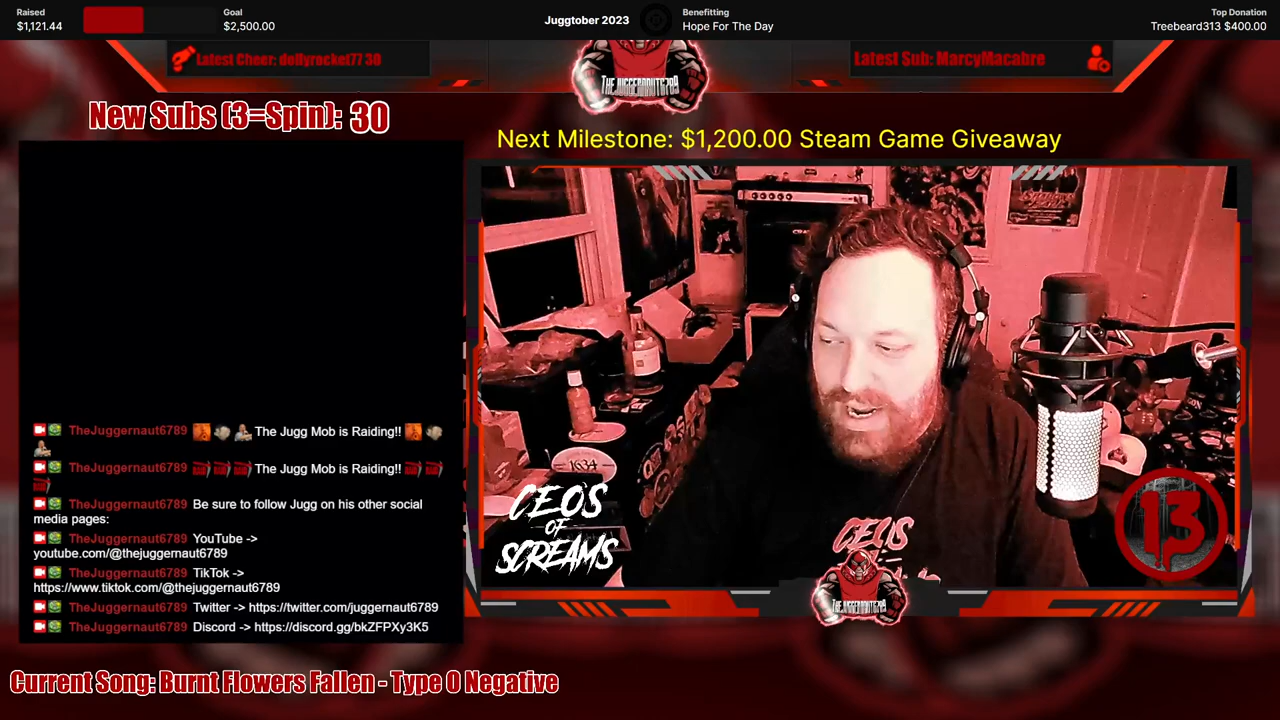 Raised
$1,121.44
Goal
$2,500.00
Juggtober 2023
Benefitting
Hope For The Day
Top Donation
Treebeard313 $400.00
Latest Cheer: dollyrocket77 30
THEJUGGERNAUT6789
Latest Sub: MarcyMacabre
New Subs (3=Spin): 30
Next Milestone: $1,200.00 Steam Game Giveaway
TheJuggernaut6789 The Jugg Mob is Raiding!!
TheJuggernaut6789 The Jugg Mob is Raiding!!
TheJuggernaut6789 Be sure to follow Jugg on his other social
media pages:
TheJuggernaut6789 YouTube ->
youtube.com/@thejuggernaut6789
TheJuggernaut6789 TikTok ->
https://www.tiktok.com/@thejuggernaut6789
TheJuggernaut6789 Twitter -> https://twitter.com/juggernaut6789
TheJuggernaut6789 Discord -> https://discord.gg/bkZFPXy3K5
1634
CEO'S
OF
SCREAMS
CEO'S
13
THEJUGGERNAUT6789
Current Song: Burnt Flowers Fallen - Type O Negative